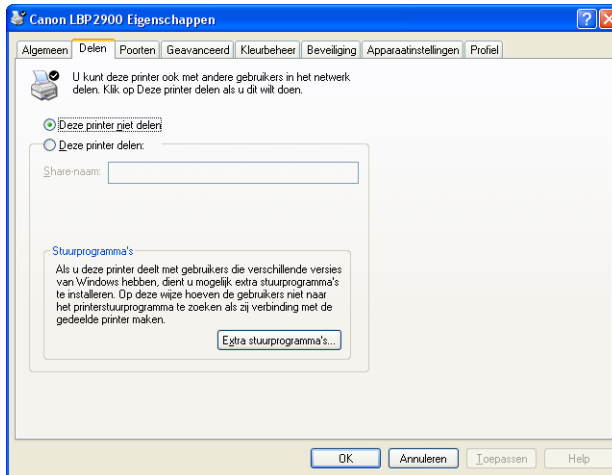 Canon LBP2900 Eigenschappen
Algemeen Delen Poorten Geavanceerd Kleurbeheer Beveiliging Apparaatinstellingen Profiel
U kunt deze printer ook met andere gebruikers in het netwerk
delen. Klik op Deze printer delen als u dit wilt doen.
Deze printer niet delen
Deze printer delen:
Share-naam:
Stuurprogramma's
Als u deze printer deelt met gebruikers die verschillende versies
van Windows hebben, dient u mogelijk extra stuurprogramma's
te installeren. Op deze wijze hoeven de gebruikers niet naar
het printerstuurprogramma te zoeken als zij verbinding met de
gedeelde printer maken.
Extra stuurprogramma's...
OK Annuleren Toepassen Help